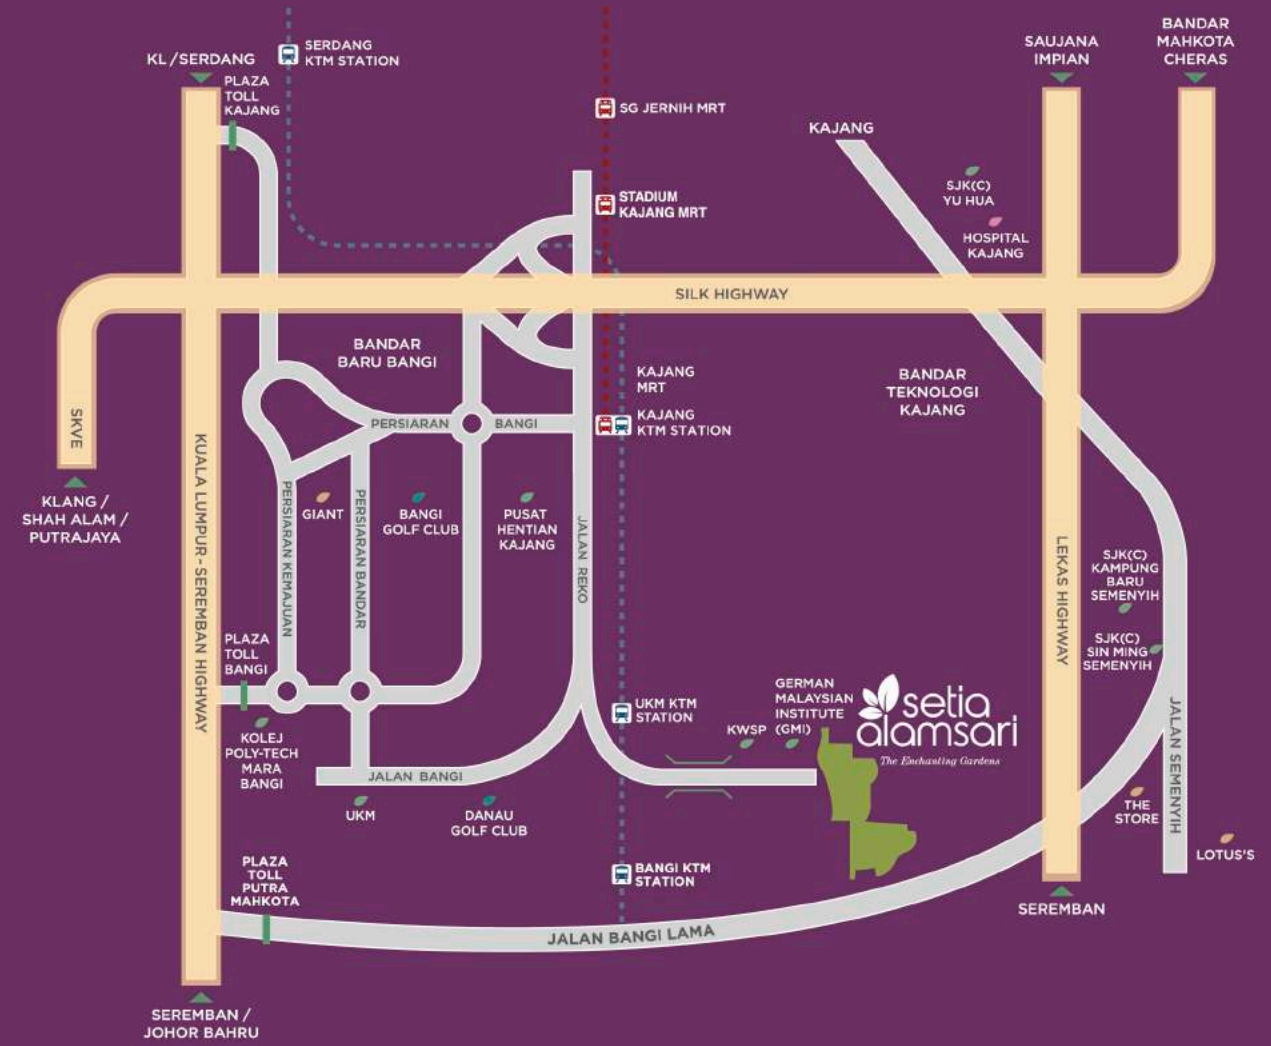 KL/SERDANG
SERDANG
KTM STATION
PLAZA
TOLL
KAJANG
SG JERNIH MRT
STADIUM
KAJANG MRT
KAJANG
SAUJANA
IMPIAN
BANDAR
MAHKOTA
CHERAS
SJK(C)
YU HUA
HOSPITAL
KAJANG
SILK HIGHWAY
BANDAR
BARU BANGI
KAJANG
MRT
KAJANG
KTM STATION
BANDAR
TEKNOLOGI
KAJANG
SKVE
KLANG /
SHAH ALAM /
PUTRAJAYA
PERSIARAN
BANGI
KUALA LUMPUR - SEREMBAN HIGHWAY
PERSIARAN KEMAJUAN
GIANT
PERSIARAN BANDAR
BANGI
GOLF CLUB
PUSAT
HENTIAN
KAJANG
JALAN REKO
LEKAS HIGHWAY
SJK(C)
KAMPUNG
BARU
SEMENYIH
SJK(C)
SIN MING
SEMENYIH
PLAZA
TOLL
BANGI
KOLEJ
POLY-TECH
MARA
BANGI
UKM KTM
STATION
KWSP
GERMAN
MALAYSIAN
INSTITUTE
(GMI)
setia
alamsari
The Enchanting Gardens
JALAN BANGI
UKM
DANAU
GOLF CLUB
JALAN SEMENYIH
THE
STORE
LOTUS'S
PLAZA
TOLL
PUTRA
MAHKOTA
BANGI KTM
STATION
SEREMBAN
JALAN BANGI LAMA
SEREMBAN /
JOHOR BAHRU